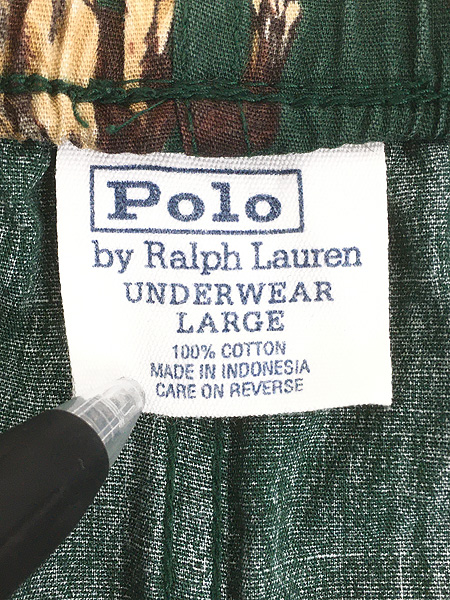 Polo
by Ralph Lauren
UNDERWEAR
LARGE
100% COTTON
MADE IN INDONESIA
CARE ON REVERSE